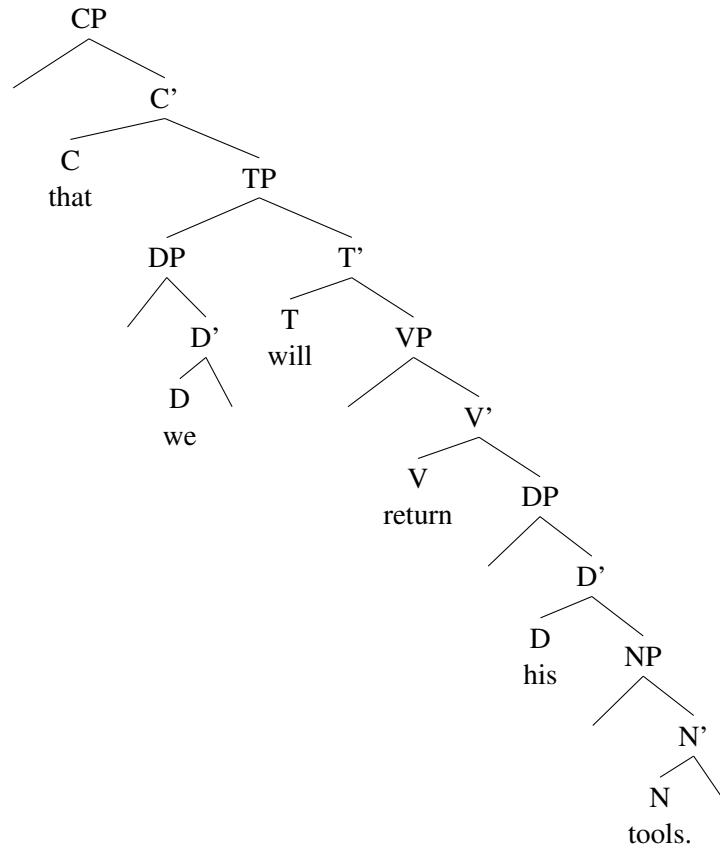 CP
C’
C
that
TP
DP
T’
D’
T
will
VP
D
we
V’
V
return
DP
D’
D
his
NP
N’
N
tools.